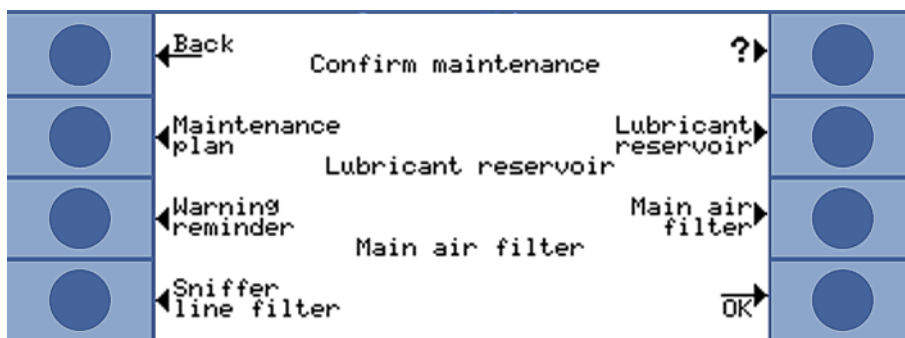 Back
?
Confirm maintenance
Maintenance
plan
Lubricant
reservoir
Lubricant reservoir
Warning
reminder
Main air
filter
Main air filter
Sniffer
line filter
OK